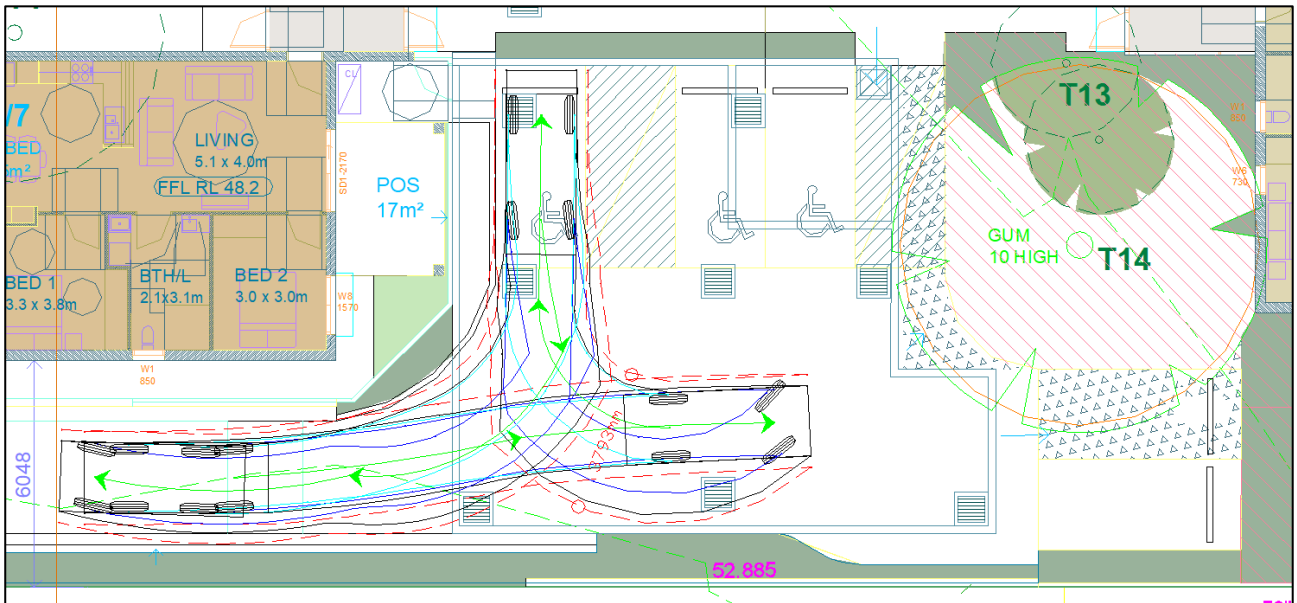 CL
T13
W1
850
/7
BED
LIVING
5.1 x 4.0m
FFL RL 48.2
SD1-2170
POS
17m²
W6
730
GUM
10 HIGH
T14
BED 1
3.3 x 3.8m
BTH/L
2.1x3.1m
BED 2
3.0 x 3.0m
W8
1570
W1
850
6048
52.885